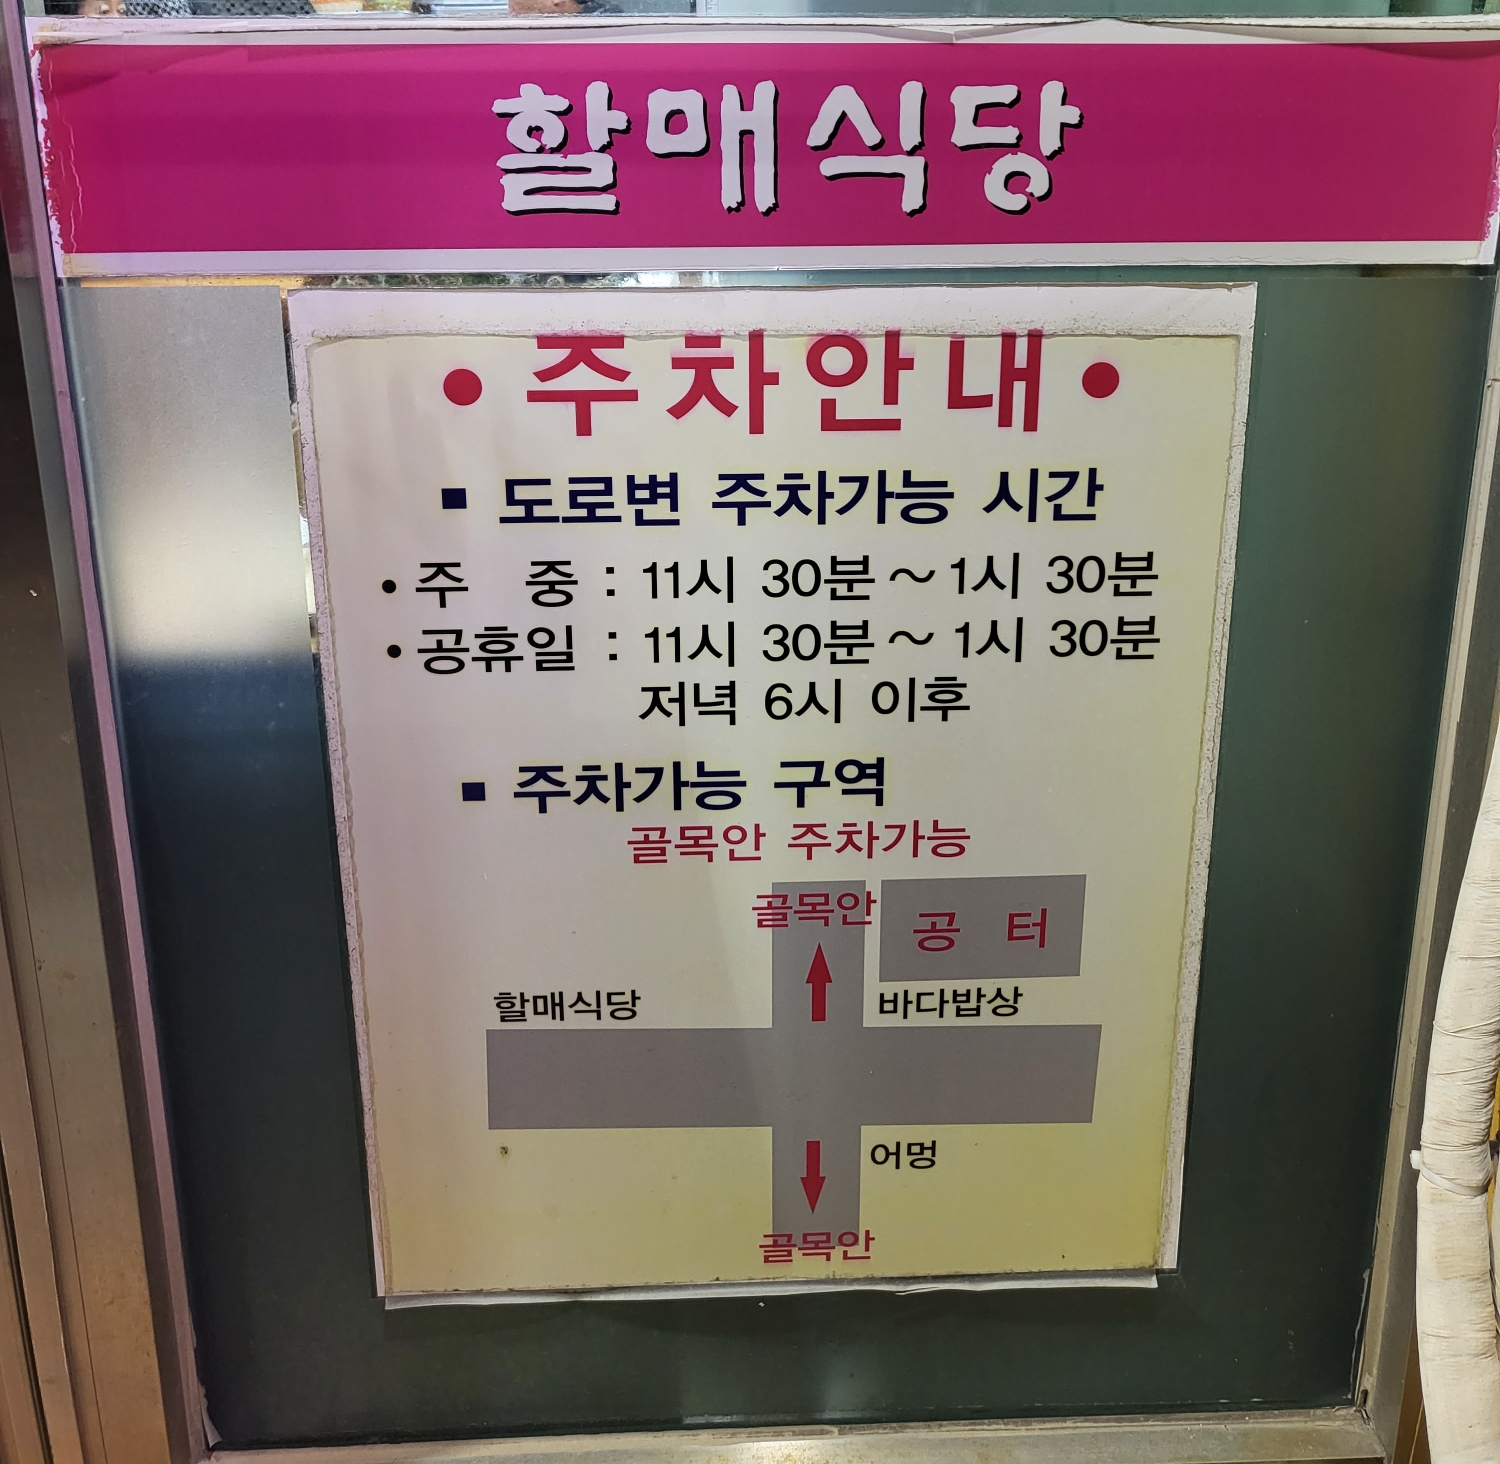 할매식당
• 주차안내 •
■ 도로변 주차가능 시간
• 주 중 : 11시 30분 ~ 1시 30분
• 공휴일 : 11시 30분 ~ 1시 30분
저녁 6시 이후
■ 주차가능 구역
골목안 주차가능
골목안
공 터
할매식당
바다밥상
어멍
골목안